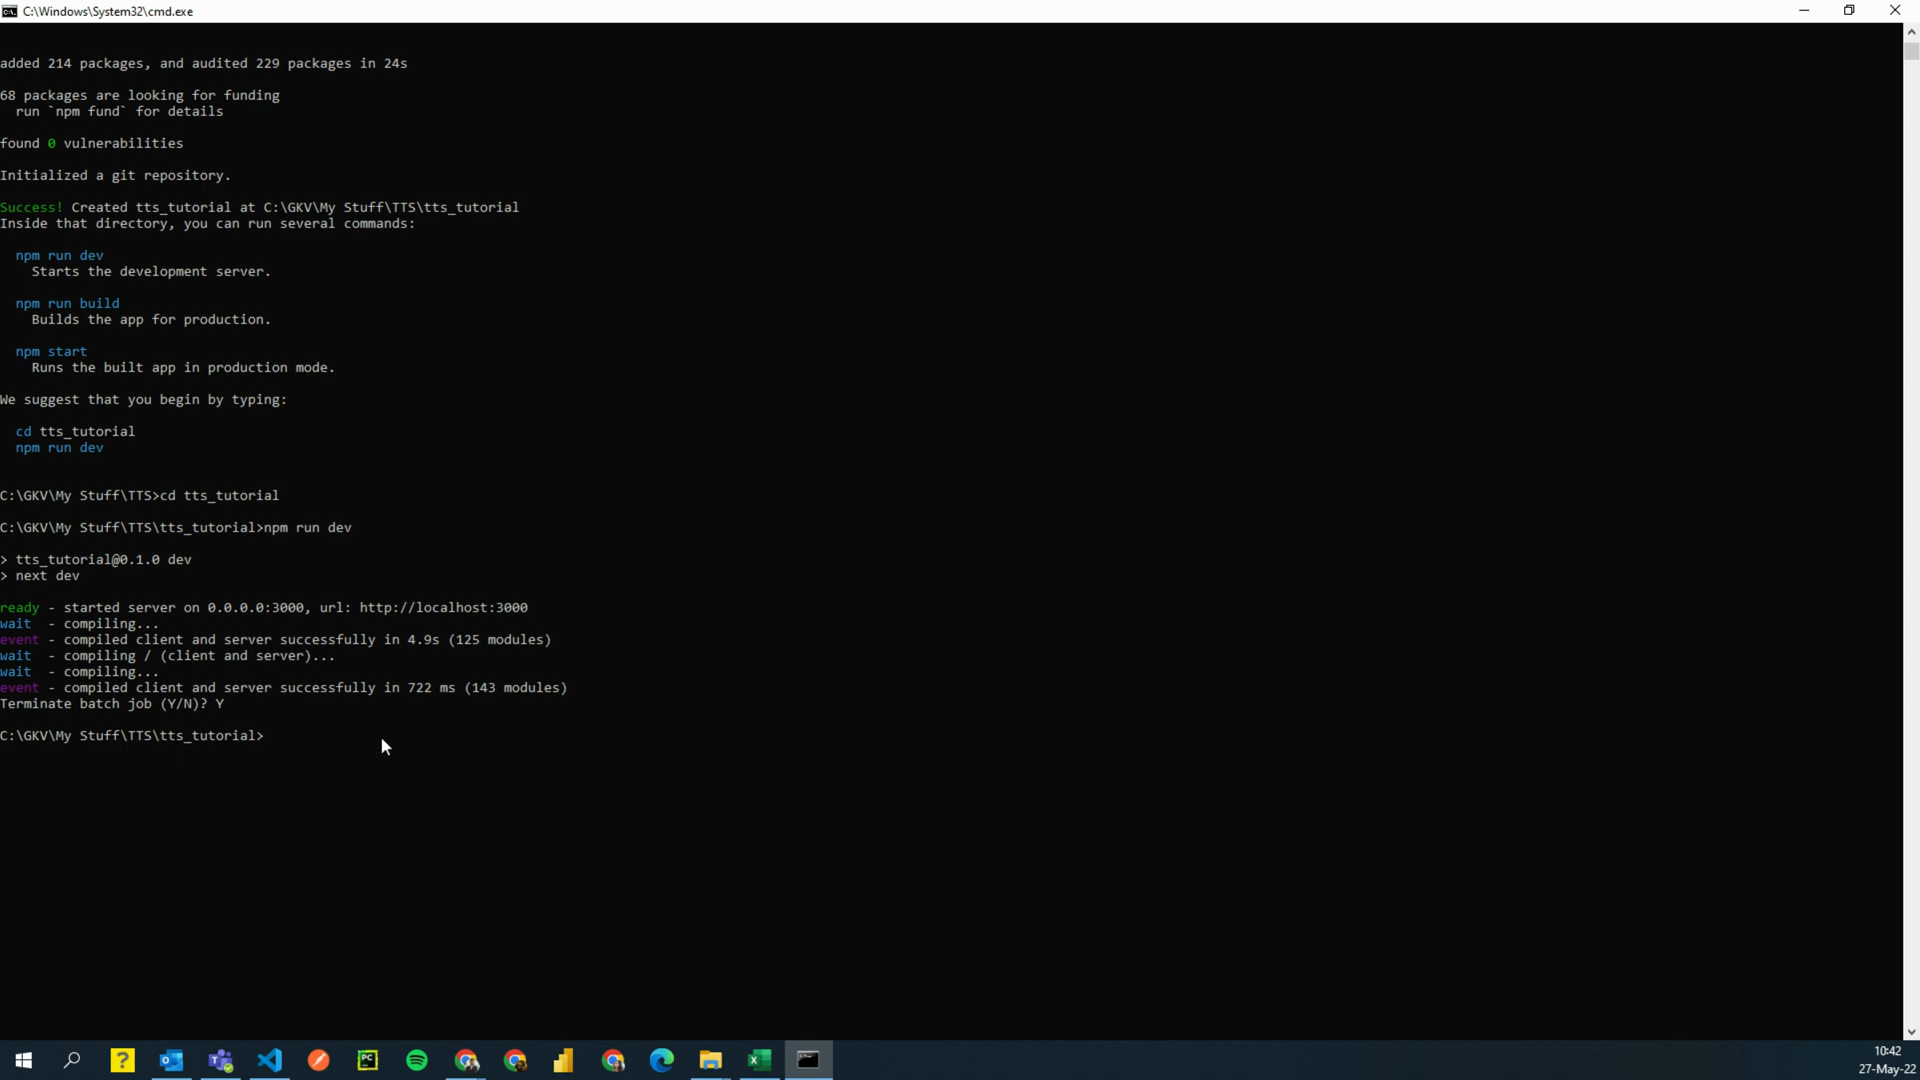 C:\Windows\System32\cmd.exe
added 214 packages, and audited 229 packages in 24s
68 packages are looking for funding
run `npm fund` for details
found 0 vulnerabilities
Initialized a git repository.
Success! Created tts_tutorial at C:\GKV\My Stuff\TTS\tts_tutorial
Inside that directory, you can run several commands:
npm run dev
Starts the development server.
npm run build
Builds the app for production.
npm start
Runs the built app in production mode.
We suggest that you begin by typing:
cd tts_tutorial
npm run dev
C:\GKV\My Stuff\TTS>cd tts_tutorial
C:\GKV\My Stuff\TTS\tts_tutorial>npm run dev
> tts_tutorial@0.1.0 dev
> next dev
ready - started server on 0.0.0.0:3000, url: http://localhost:3000
wait - compiling...
event - compiled client and server successfully in 4.9s (125 modules)
wait - compiling / (client and server)...
wait - compiling...
event - compiled client and server successfully in 722 ms (143 modules)
Terminate batch job (Y/N)? Y
C:\GKV\My Stuff\TTS\tts_tutorial>
10:42
27-May-22